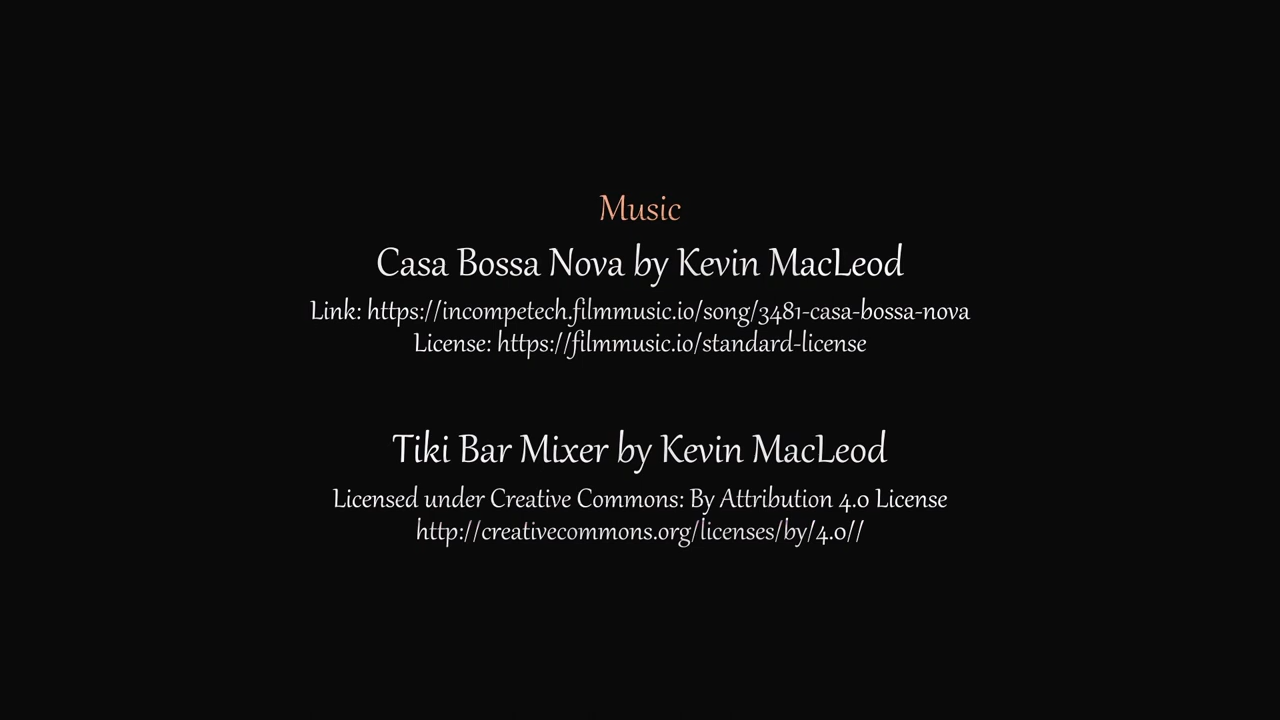 Music
Casa Bossa Nova by Kevin MacLeod
Link: https://incompetech.filmmusic.io/song/3481-casa-bossa-nova
License: https://filmmusic.io/standard-license
Tiki Bar Mixer by Kevin MacLeod
Licensed under Creative Commons: By Attribution 4.0 License
http://creativecommons.org/licenses/by/4.0//